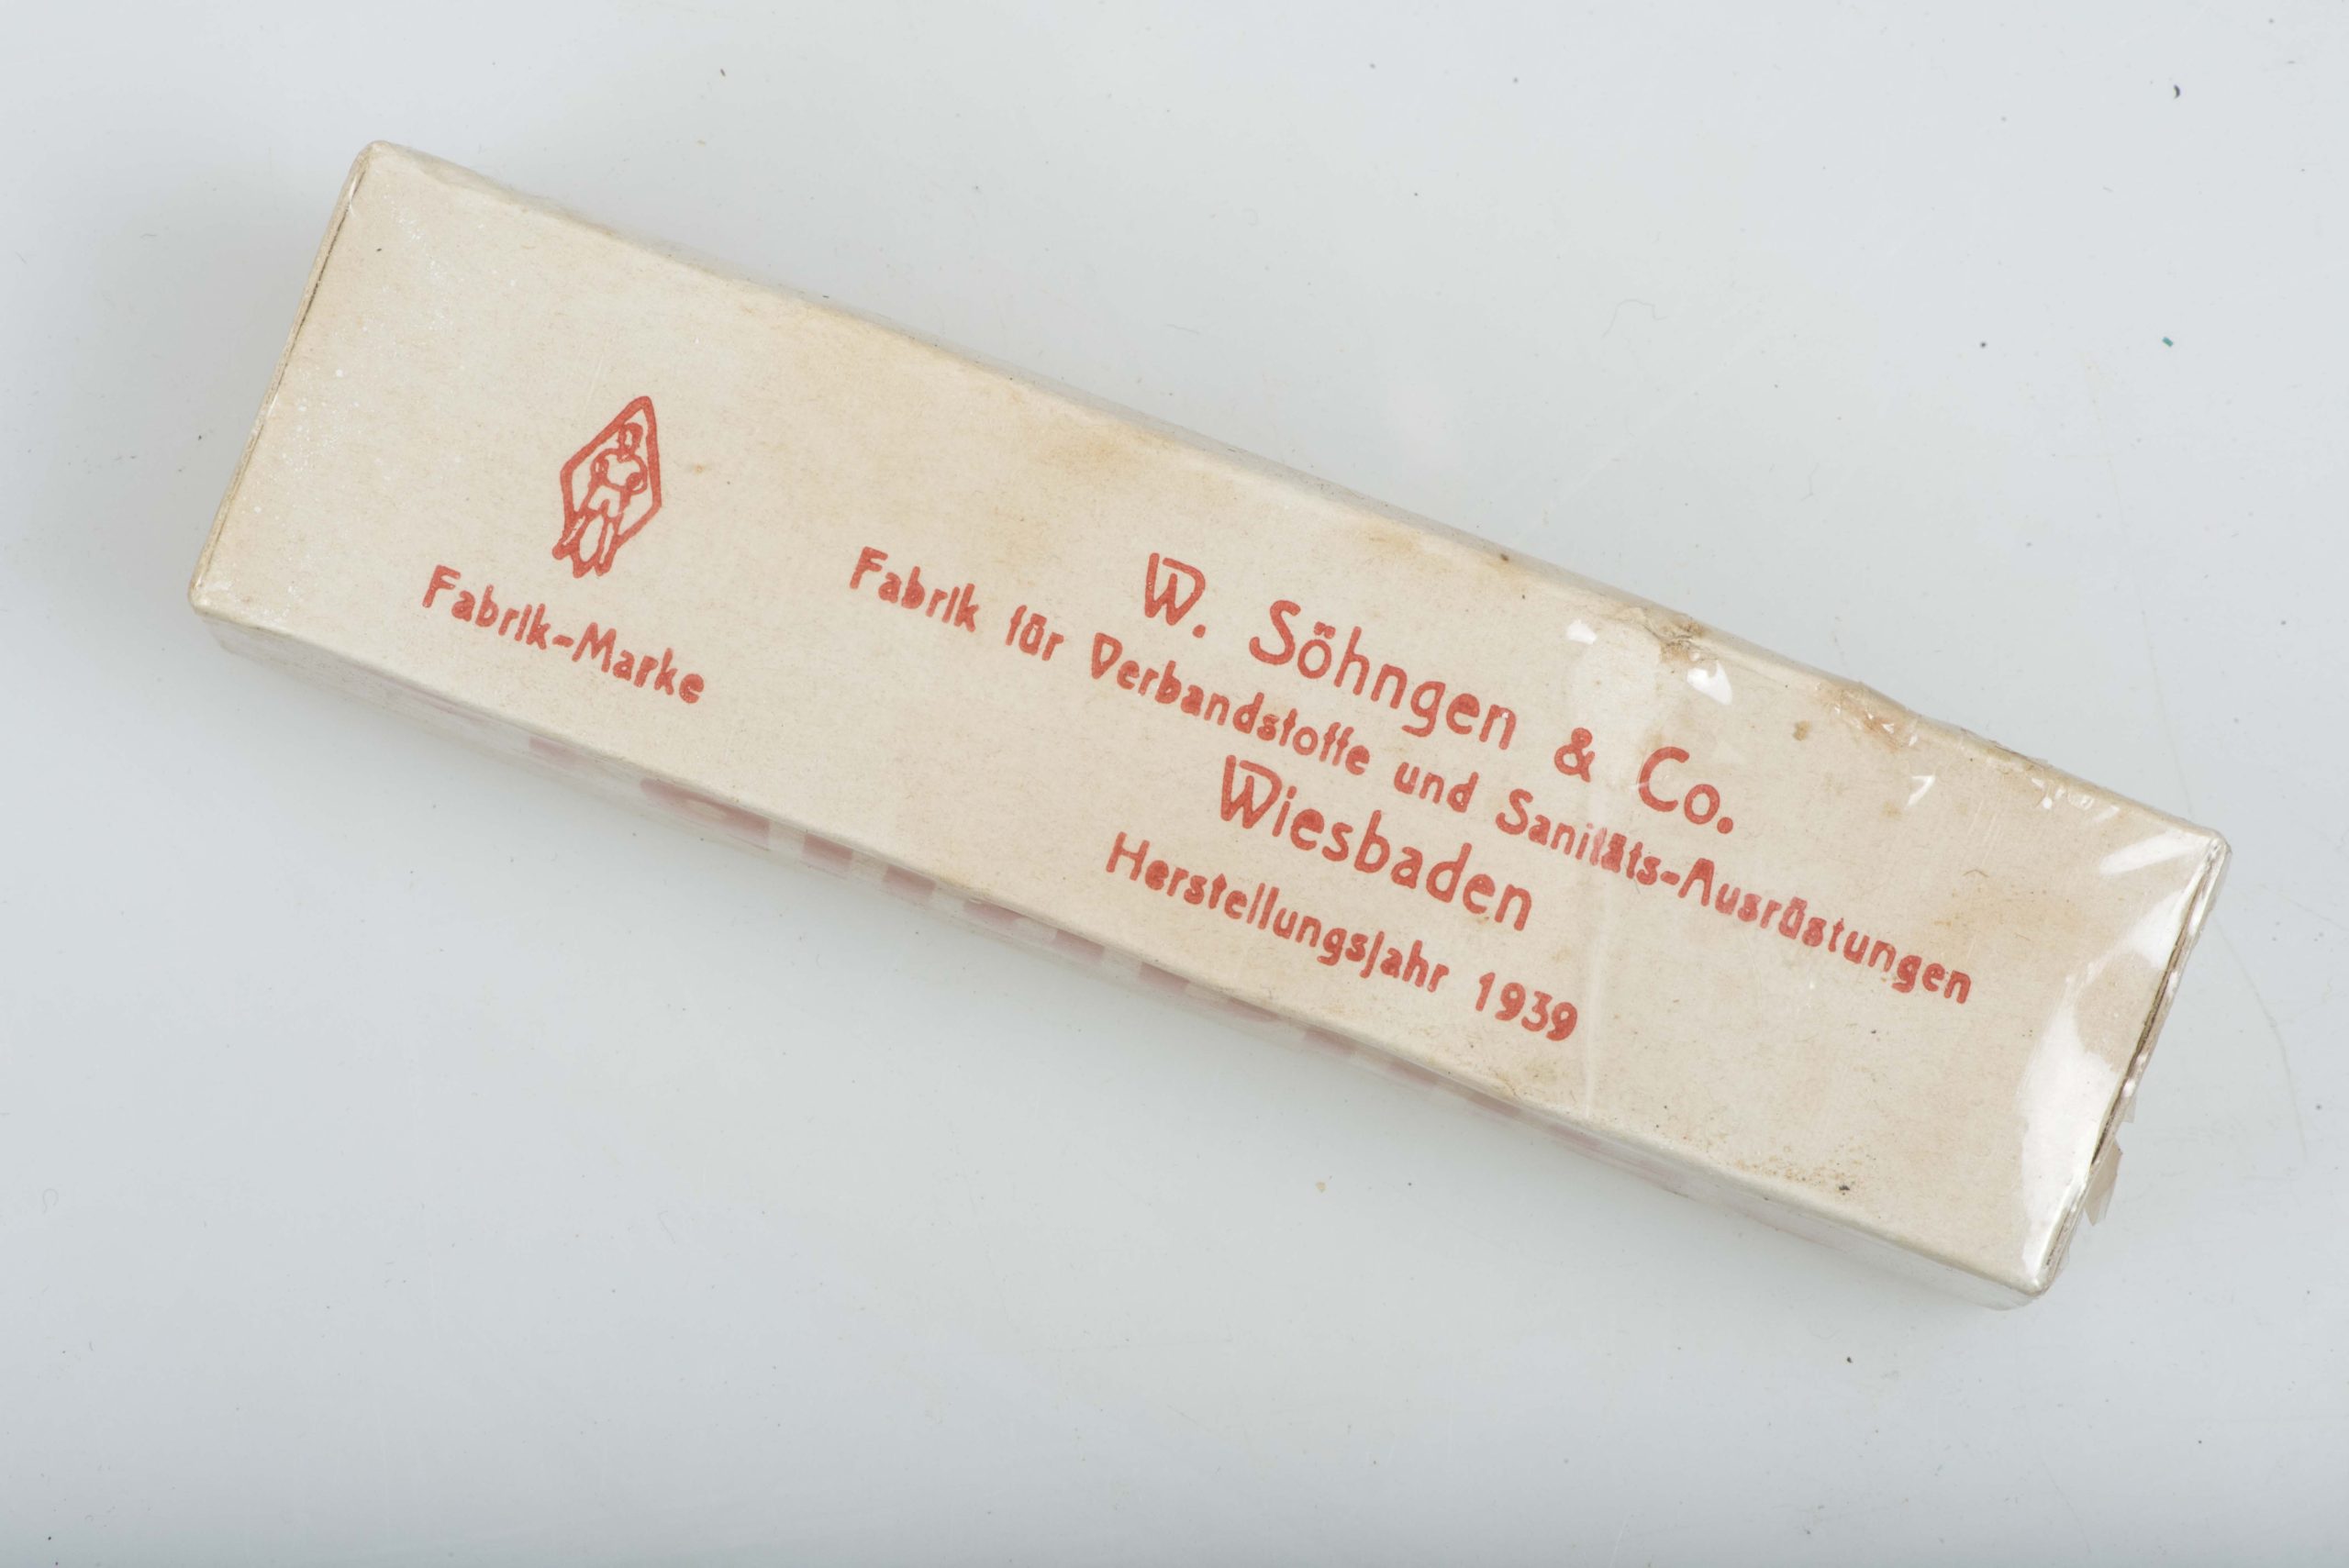 W. Söhngen & Co.
Fabrik für Verbandstoffe und Sanitäts-Ausrüstungen
Wiesbaden
Herstellungsjahr 1939
Fabrik-Marke